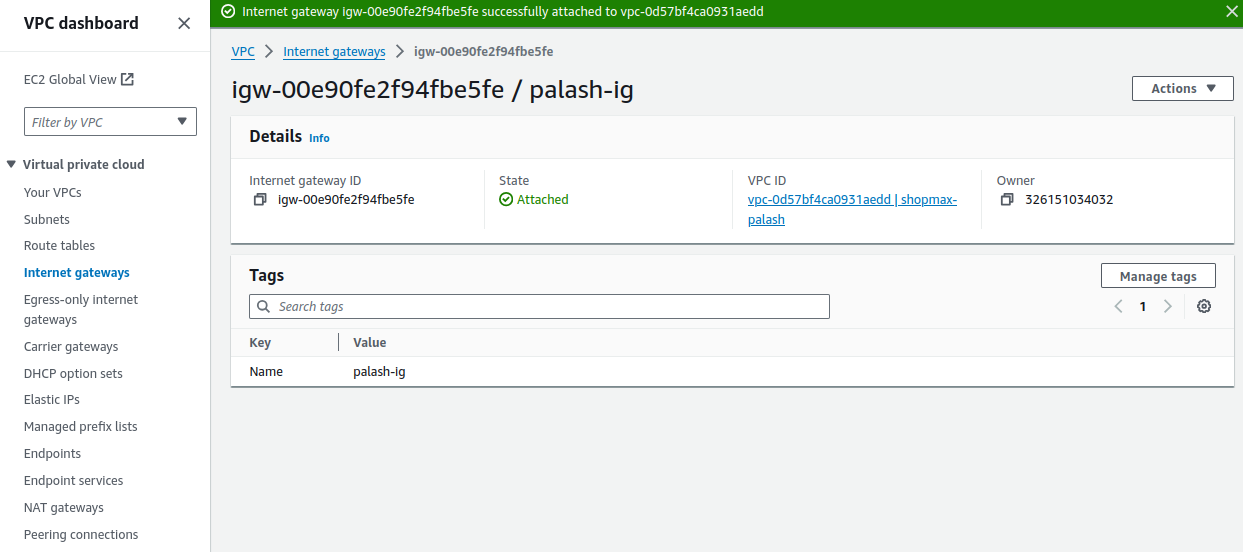 VPC dashboard
EC2 Global View
Filter by VPC
Virtual private cloud
Your VPCs
Subnets
Route tables
Internet gateways
Egress-only internet
gateways
Carrier gateways
DHCP option sets
Elastic IPs
Managed prefix lists
Endpoints
Endpoint services
NAT gateways
Peering connections
Internet gateway igw-00e90fe2f94fbe5fe successfully attached to vpc-0d57bf4ca0931aedd
VPC > Internet gateways > igw-00e90fe2f94fbe5fe
igw-00e90fe2f94fbe5fe / palash-ig
Actions
Details Info
Internet gateway ID
igw-00e90fe2f94fbe5fe
State
Attached
VPC ID
vpc-0d57bf4ca0931aedd | shopmax-
palash
Owner
326151034032
Tags
Manage tags
Search tags
1
Key Value
Name palash-ig